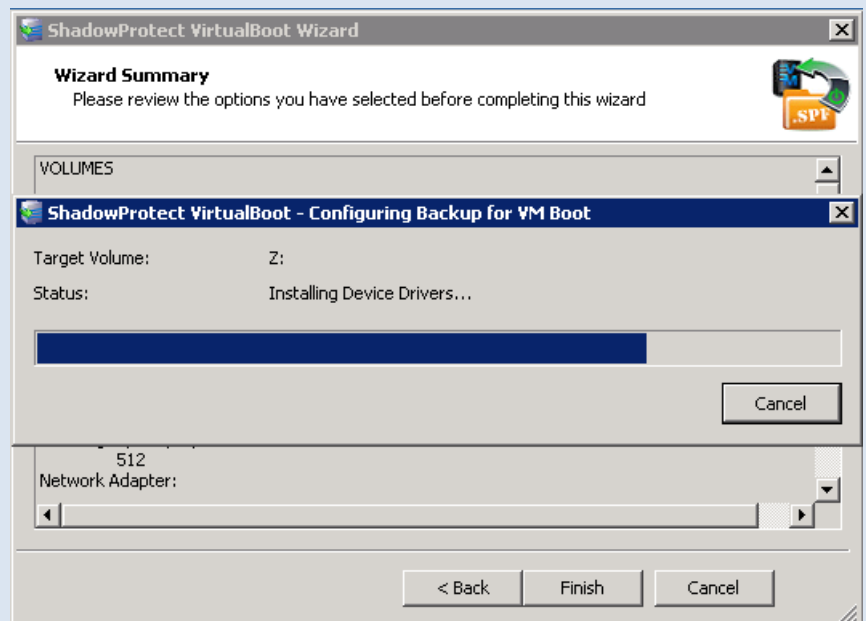 ShadowProtect VirtualBoot Wizard
Wizard Summary
Please review the options you have selected before completing this wizard
.SPF
VOLUMES
ShadowProtect VirtualBoot - Configuring Backup for VM Boot
Target Volume: Z:
Status: Installing Device Drivers...
Cancel
512
Network Adapter:
< Back Finish Cancel